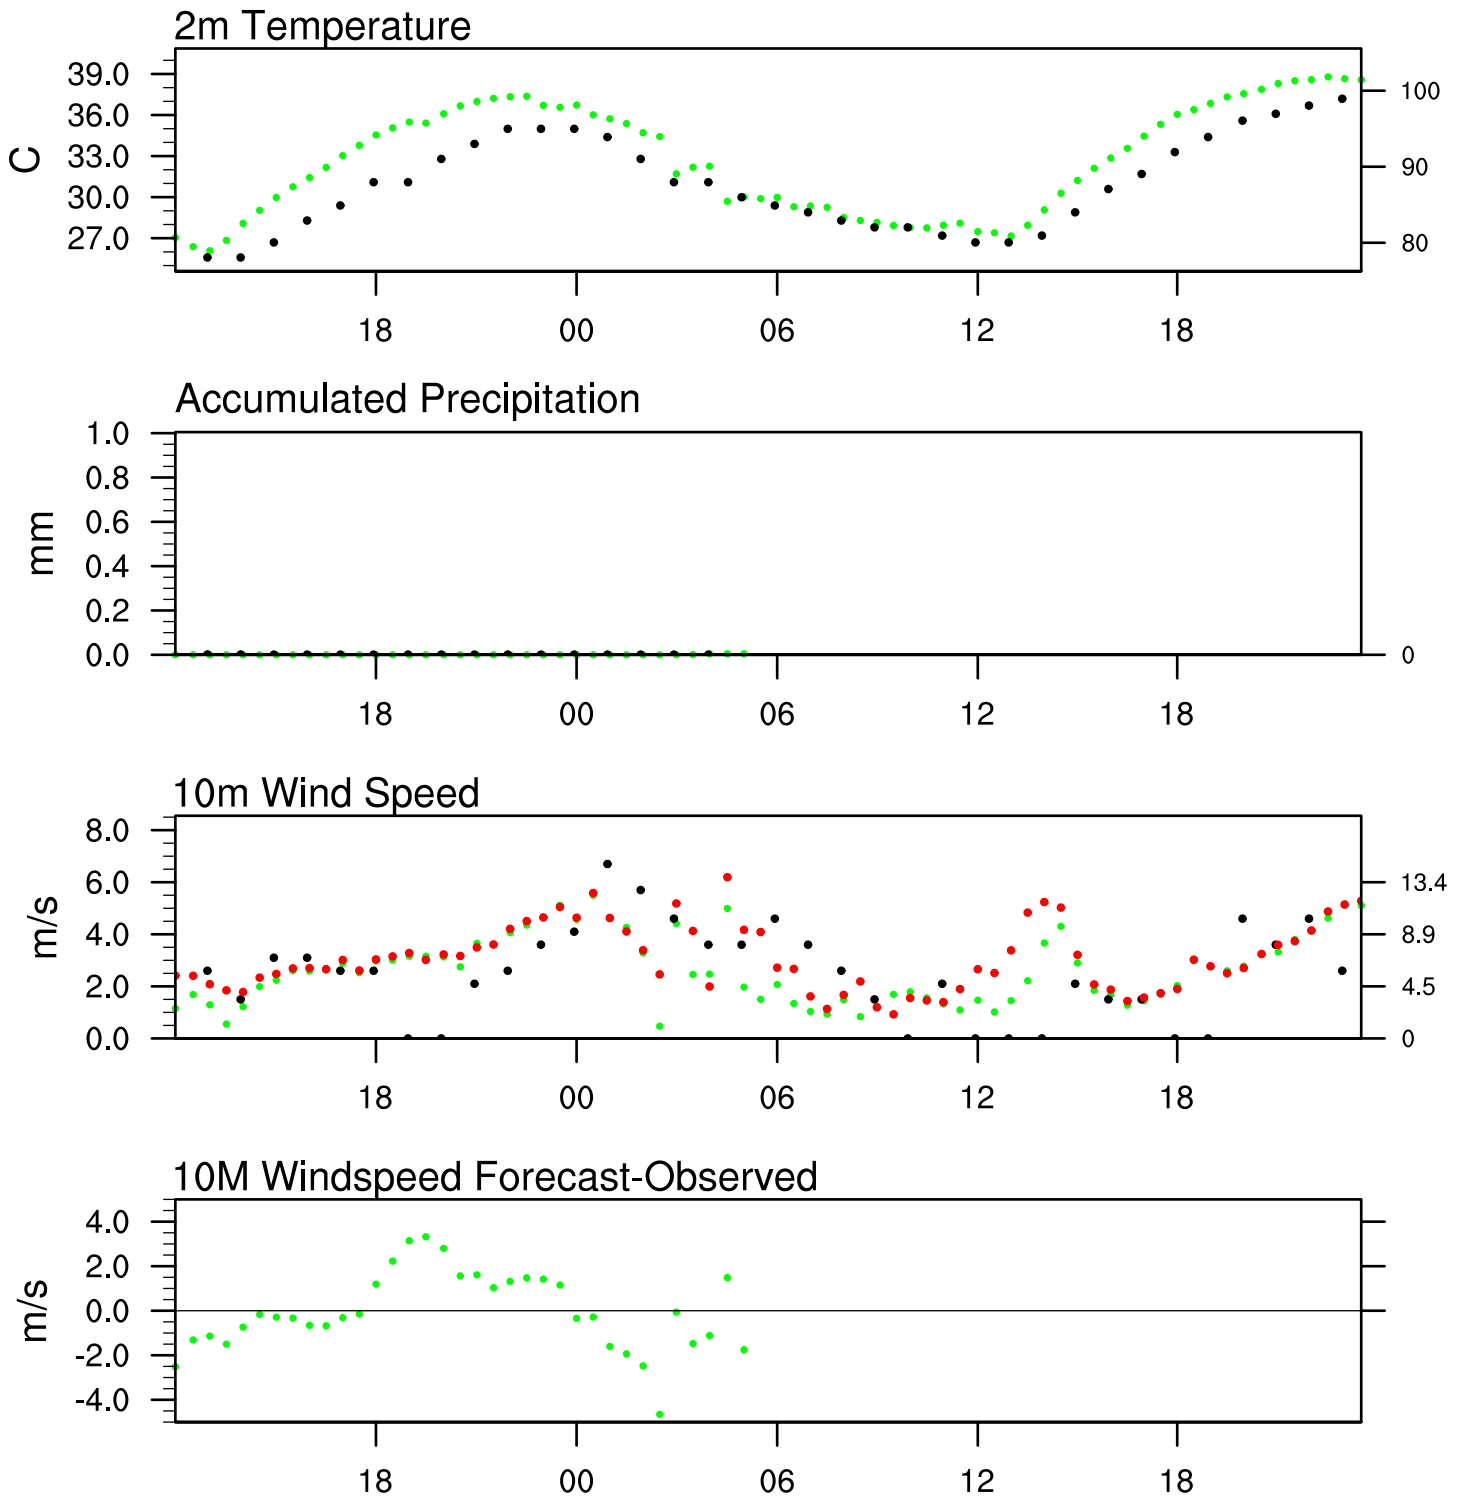 2m Temperature
39.0
36.0
33.0
30.0
27.0
C
100
90
80
18 00 06 12 18
Accumulated Precipitation
1.0
0.8
0.6
0.4
0.2
0.0
mm
0
18 00 06 12 18
10m Wind Speed
8.0
6.0
4.0
2.0
0.0
m/s
13.4
8.9
4.5
0
18 00 06 12 18
10M Windspeed Forecast-Observed
4.0
2.0
0.0
-2.0
-4.0
m/s
18 00 06 12 18